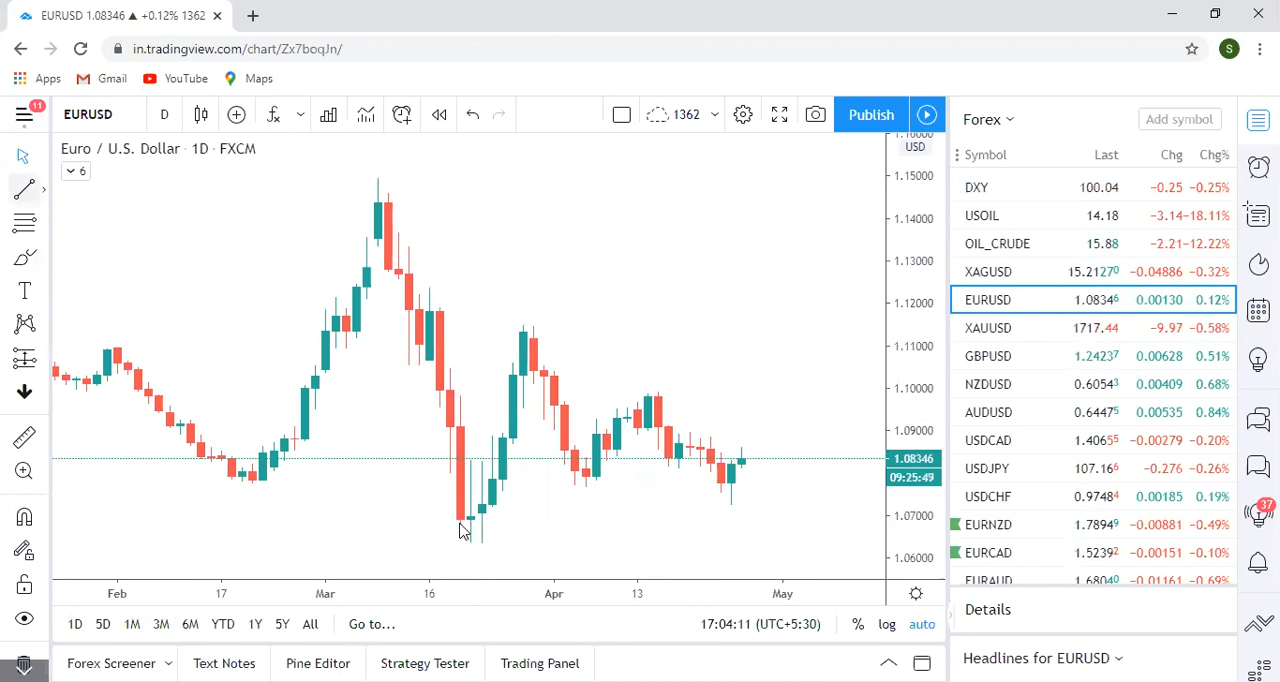 EURUSD 1.08346 ▲ +0.12% 1362
in.tradingview.com/chart/Zx7boqJn/
S
Apps Gmail YouTube Maps
11
EURUSD D 1362 Publish
Euro / U.S. Dollar · 1D · FXCM
6
1.16000
USD
1.15000
1.14000
1.13000
1.12000
1.11000
1.10000
1.09000
1.08346
09:25:49
1.07000
1.06000
Feb 17 Mar 16 Apr 13 May
1D 5D 1M 3M 6M YTD 1Y 5Y All Go to... 17:04:11 (UTC+5:30) % log auto
Forex Screener Text Notes Pine Editor Strategy Tester Trading Panel
Forex Add symbol
Symbol Last Chg Chg%
DXY 100.04 −0.25 −0.25%
USOIL 14.18 −3.14 −18.11%
OIL_CRUDE 15.88 −2.21 −12.22%
XAGUSD 15.2127⁰ −0.04886 −0.32%
EURUSD 1.0834⁶ 0.00130 0.12%
XAUUSD 1717.44 −9.97 −0.58%
GBPUSD 1.2423⁷ 0.00628 0.51%
NZDUSD 0.6054³ 0.00409 0.68%
AUDUSD 0.6447⁵ 0.00535 0.84%
USDCAD 1.4065⁵ −0.00279 −0.20%
USDJPY 107.16⁶ −0.276 −0.26%
USDCHF 0.9748⁴ 0.00185 0.19%
EURNZD 1.7894⁹ −0.00881 −0.49%
EURCAD 1.5239² −0.00151 −0.10%
EURAUD 1.6804⁰ −0.01161 −0.69%
Details
Headlines for EURUSD
37